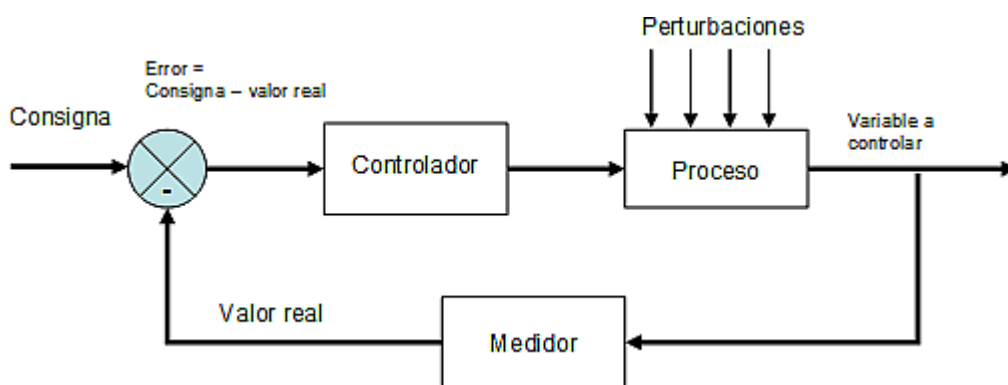 Perturbaciones
Error =
Consigna – valor real
Consigna
Variable a
controlar
Controlador
Proceso
-
Valor real
Medidor